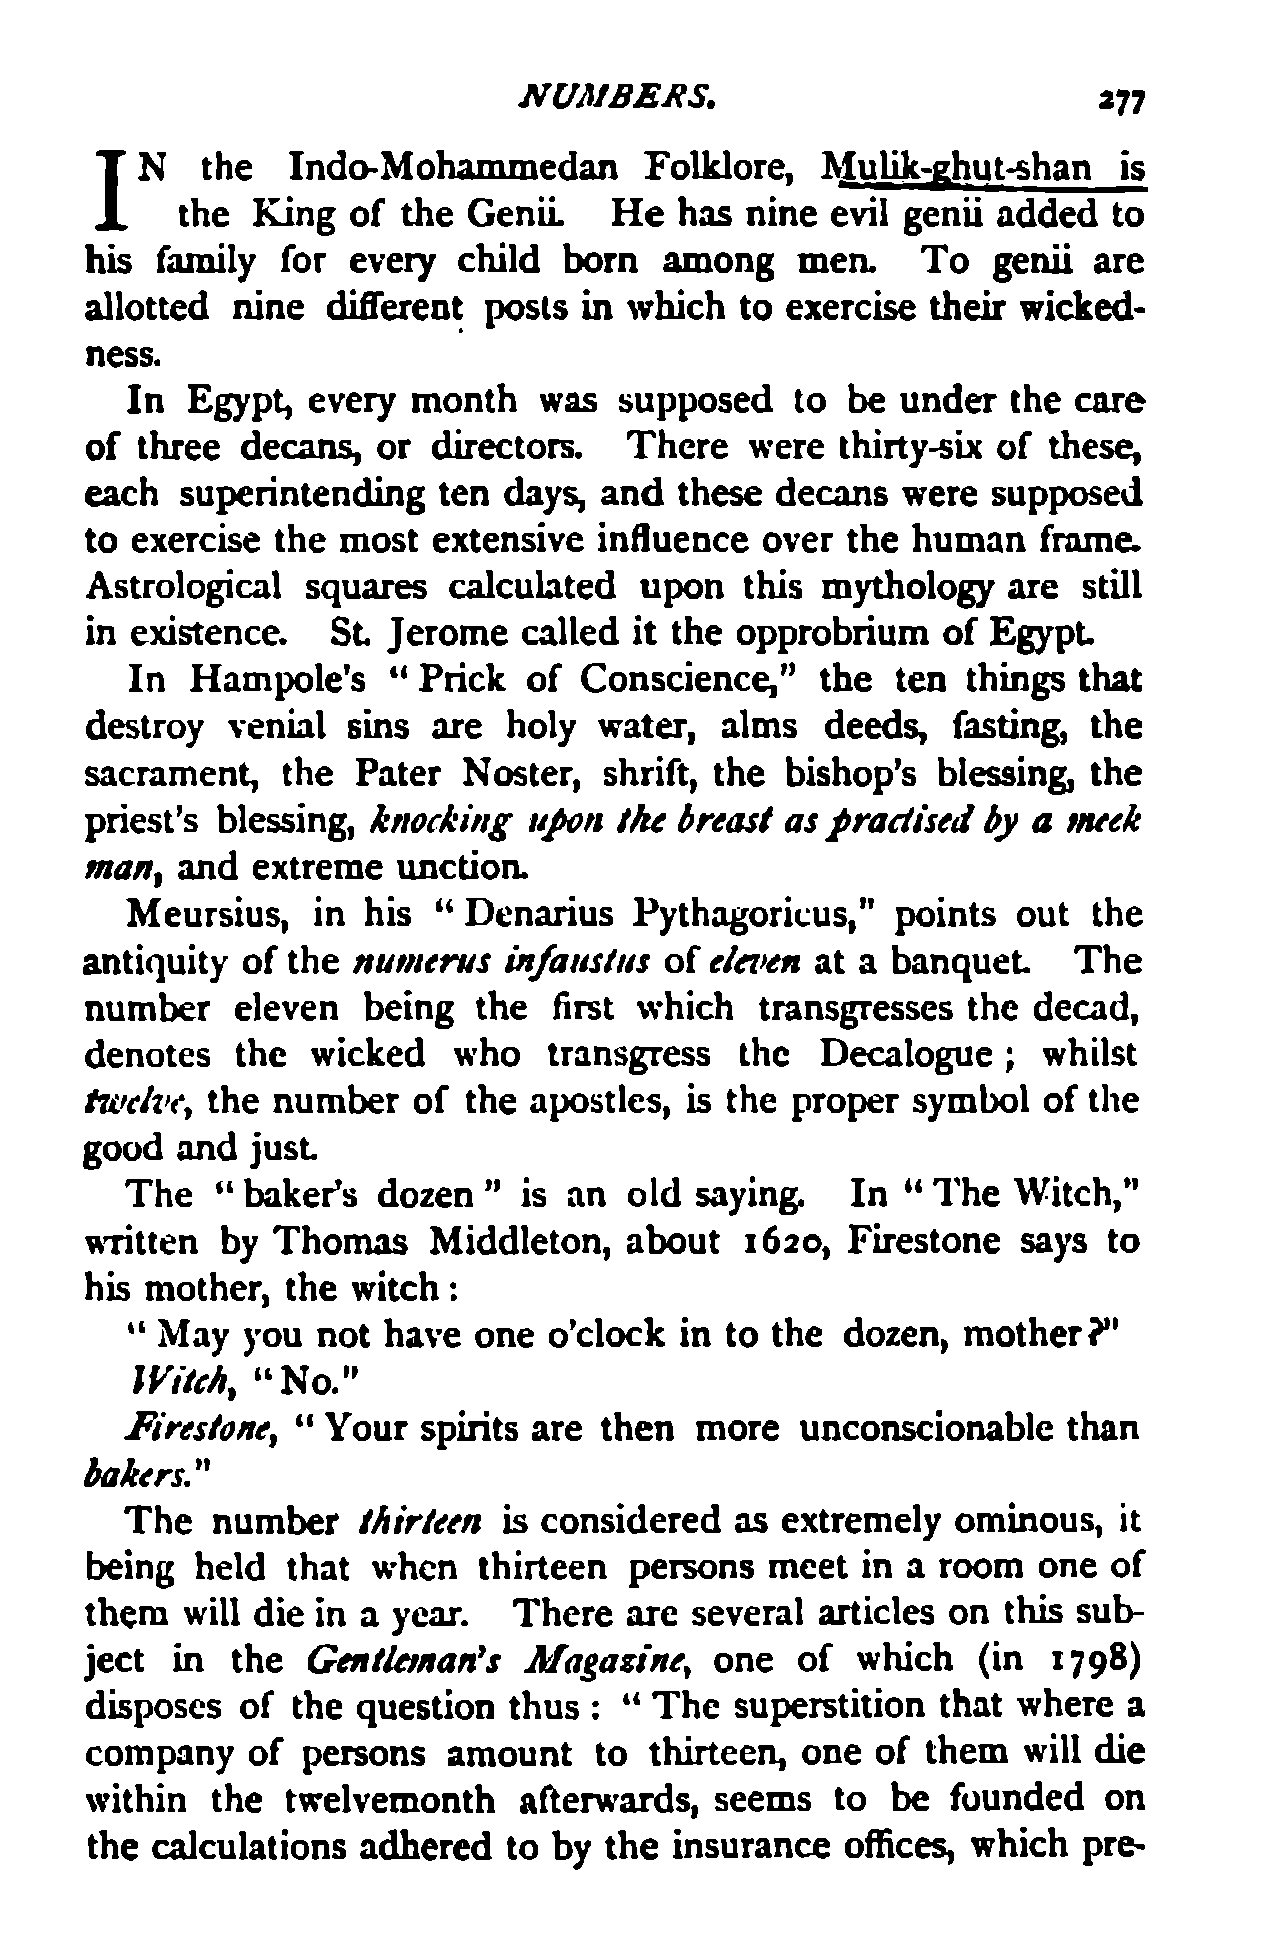 NUMBERS. 277
IN the Indo-Mohammedan Folklore, Mulik-ghut-shan is
the King of the Genii. He has nine evil genii added to
his family for every child born among men. To genii are
allotted nine different posts in which to exercise their wicked-
ness.
In Egypt, every month was supposed to be under the care
of three decans, or directors. There were thirty-six of these,
each superintending ten days, and these decans were supposed
to exercise the most extensive influence over the human frame.
Astrological squares calculated upon this mythology are still
in existence. St. Jerome called it the opprobrium of Egypt.
In Hampole's "Prick of Conscience," the ten things that
destroy venial sins are holy water, alms deeds, fasting, the
sacrament, the Pater Noster, shrift, the bishop's blessing, the
priest's blessing, knocking upon the breast as practised by a meek
man, and extreme unction.
Meursius, in his "Denarius Pythagoricus," points out the
antiquity of the numerus infaustus of eleven at a banquet. The
number eleven being the first which transgresses the decad,
denotes the wicked who transgress the Decalogue; whilst
twelve, the number of the apostles, is the proper symbol of the
good and just.
The "baker's dozen" is an old saying. In "The Witch,"
written by Thomas Middleton, about 1620, Firestone says to
his mother, the witch:
"May you not have one o'clock in to the dozen, mother?"
Witch, "No."
Firestone, "Your spirits are then more unconscionable than
bakers."
The number thirteen is considered as extremely ominous, it
being held that when thirteen persons meet in a room one of
them will die in a year. There are several articles on this sub-
ject in the Gentleman's Magazine, one of which (in 1798)
disposes of the question thus: "The superstition that where a
company of persons amount to thirteen, one of them will die
within the twelvemonth afterwards, seems to be founded on
the calculations adhered to by the insurance offices, which pre-